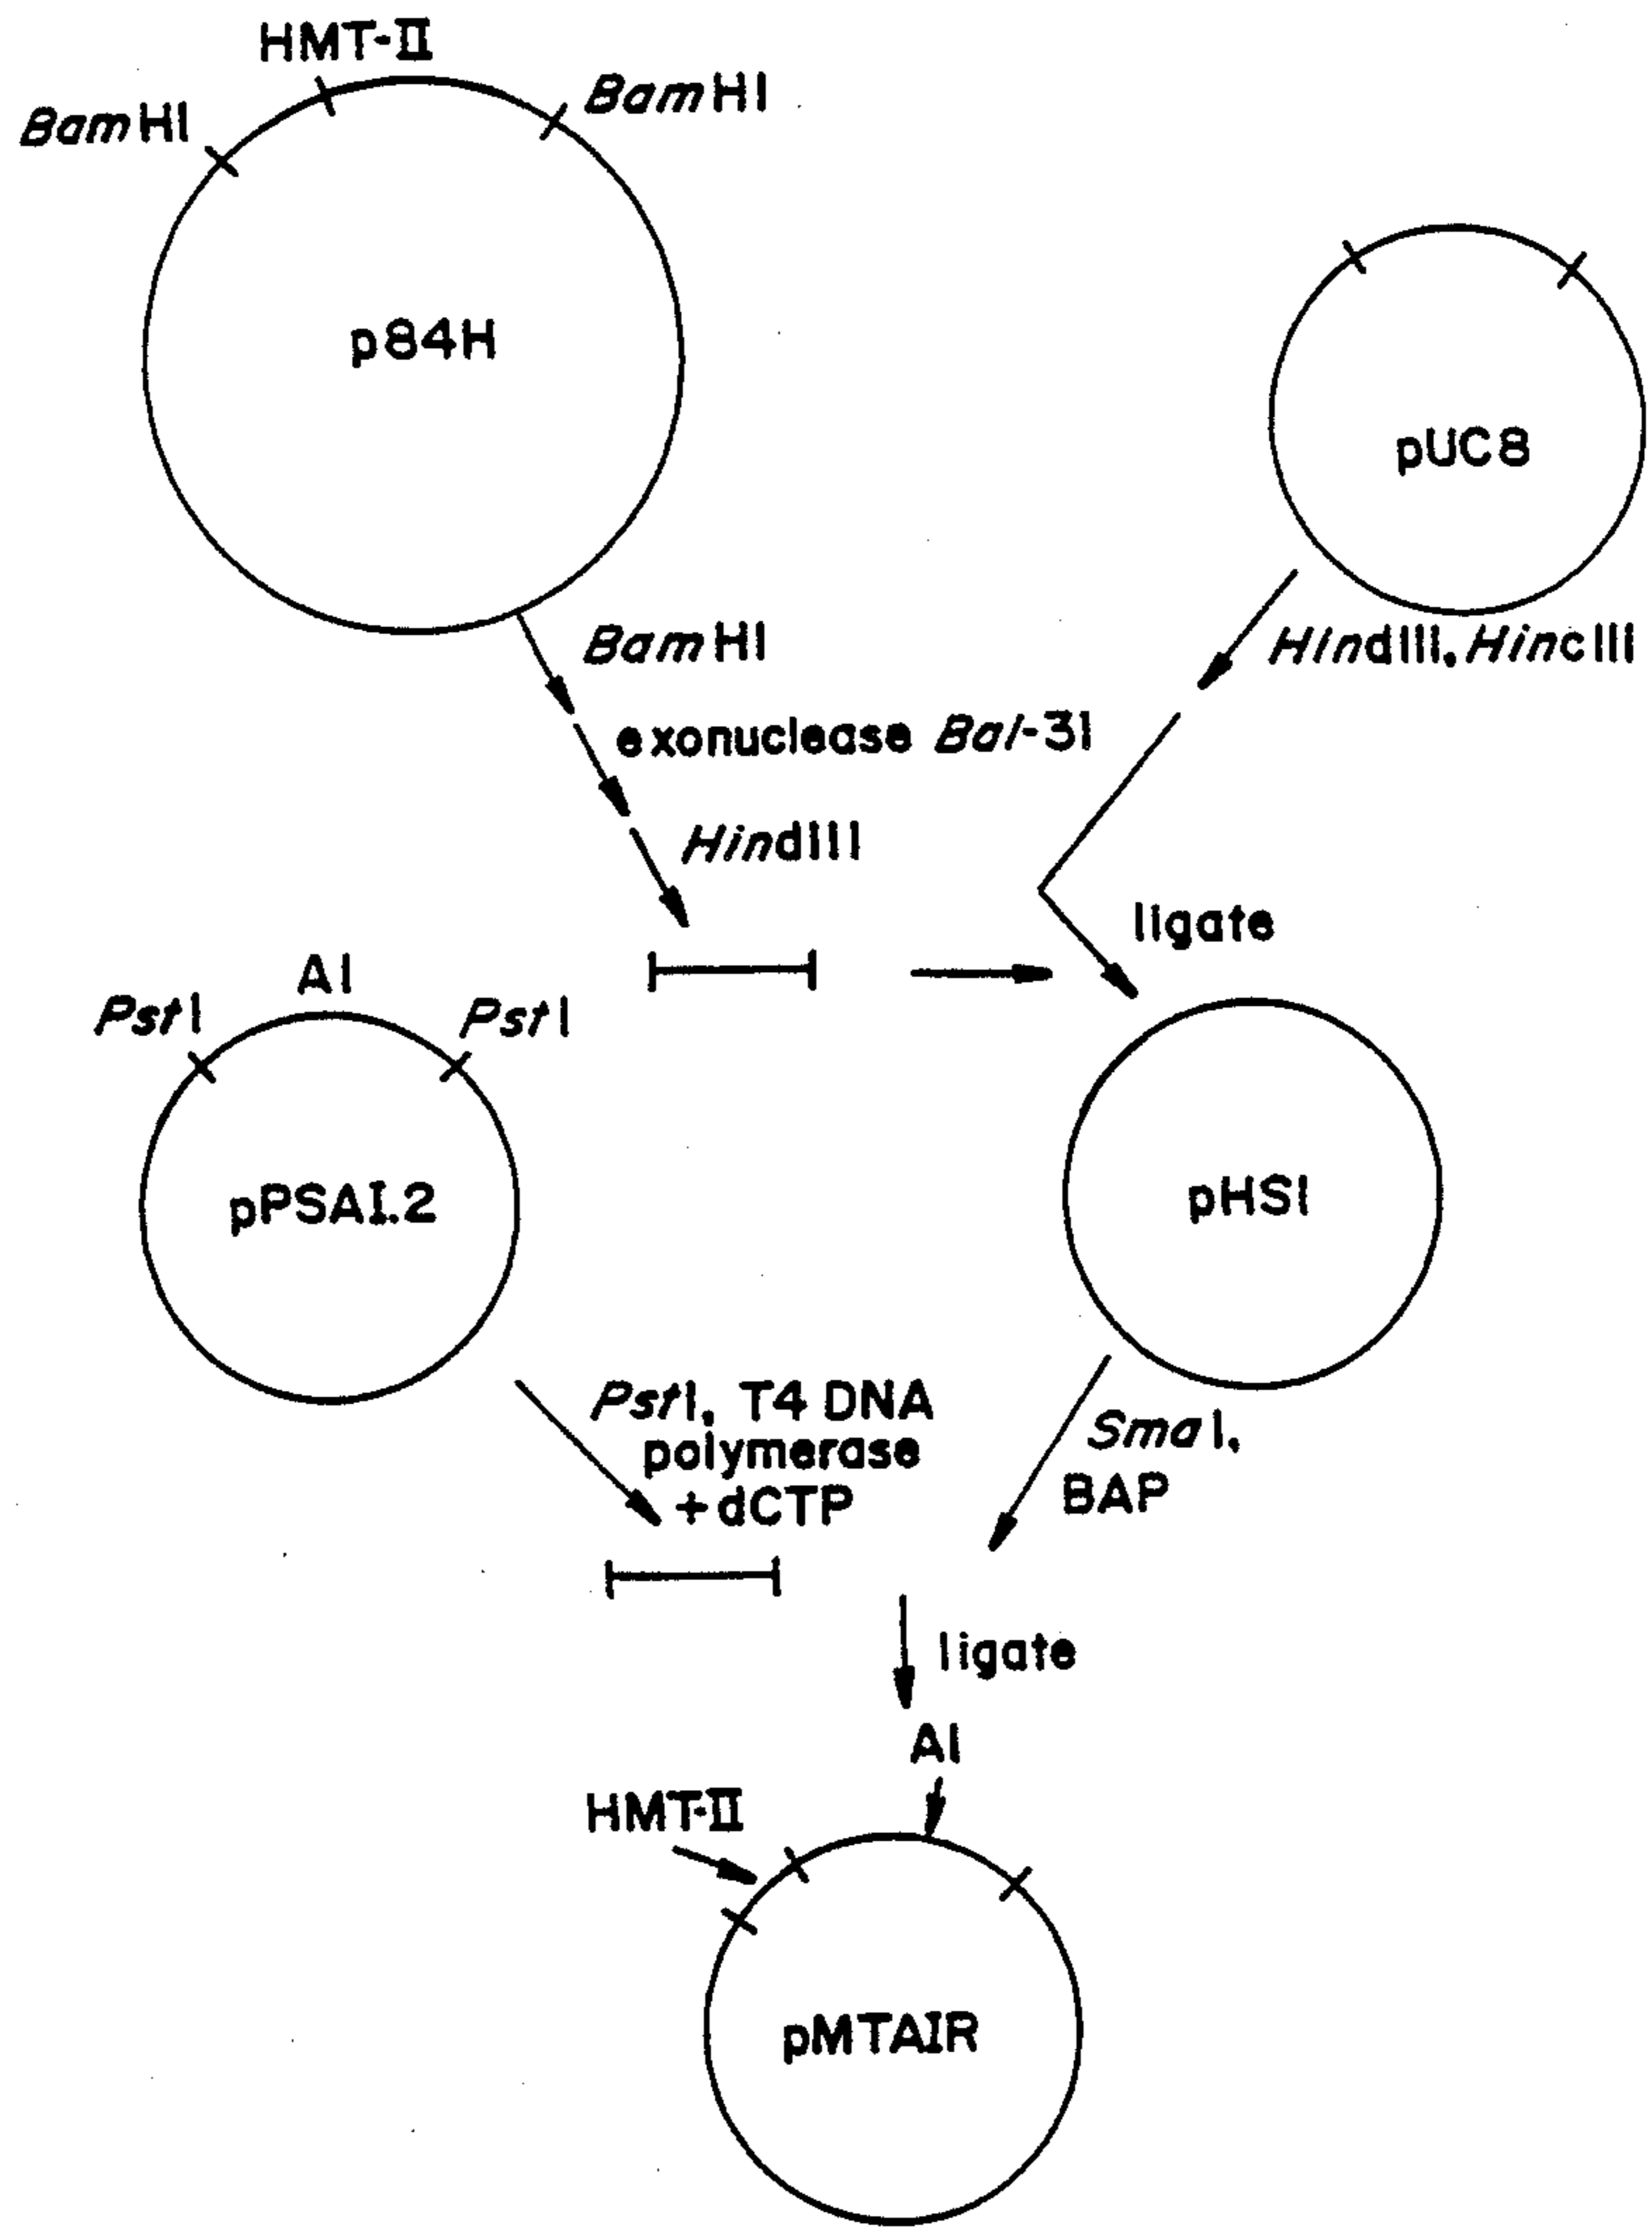 HMT-II
BamHI
BamHI
p84H
pUC8
BamHI
HindIII, HincIII
exonuclease Bal-31
HindIII
ligate
AI
PstI
PstI
pPSAI.2
pHSI
PstI, T4 DNA
polymerase
+dCTP
SmaI,
BAP
ligate
AI
HMT-II
pMTAIR